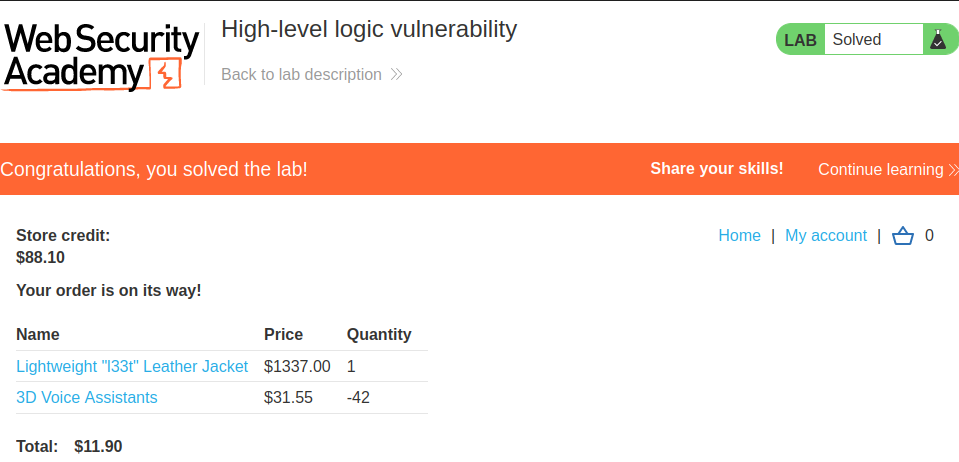 Web Security
Academy
High-level logic vulnerability
Back to lab description
LAB Solved
Congratulations, you solved the lab!
Share your skills! Continue learning
Store credit:
$88.10
Home | My account | 0
Your order is on its way!
Name Price Quantity
Lightweight "l33t" Leather Jacket $1337.00 1
3D Voice Assistants $31.55 -42
Total: $11.90